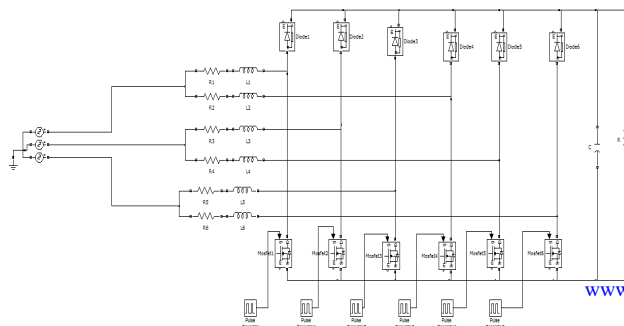 Diode1
Diode2
Diode3
Diode4
Diode5
Diode6
R1
L1
R2
L2
R3
L3
R4
L4
R5
L5
R6
L6
C
R
Mosfet1
Mosfet2
Mosfet3
Mosfet4
Mosfet5
Mosfet6
www
Pulse
Pulse
Pulse
Pulse
Pulse
Pulse